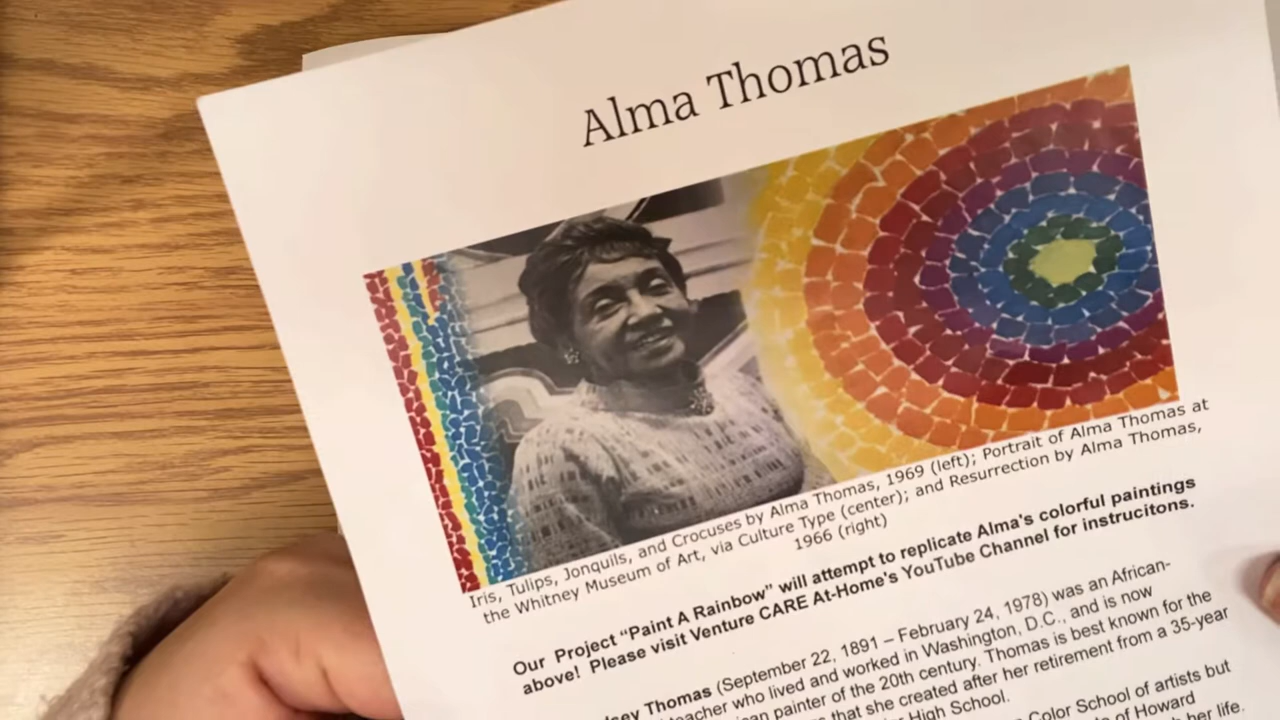 Alma Thomas
Iris, Tulips, Jonquils, and Crocuses by Alma Thomas, 1969 (left); Portrait of Alma Thomas at
the Whitney Museum of Art, via Culture Type (center); and Resurrection by Alma Thomas,
1966 (right)
Our Project “Paint A Rainbow” will attempt to replicate Alma's colorful paintings
above! Please visit Venture CARE At-Home's YouTube Channel for instrucitons.
Thomas (September 22, 1891 – February 24, 1978) was an African-
teacher who lived and worked in Washington, D.C., and is now
painter of the 20th century. Thomas is best known for the
that she created after her retirement from a 35-year
High School.
Color School of artists but
of Howard
her life.